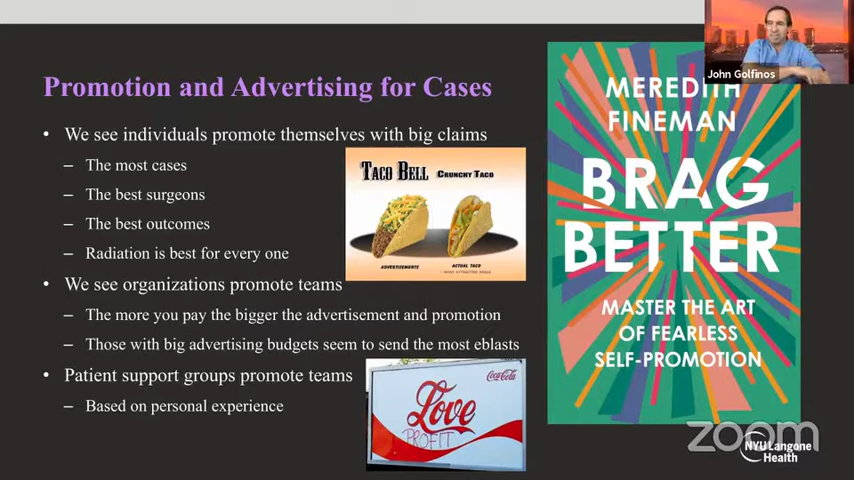 Promotion and Advertising for Cases
• We see individuals promote themselves with big claims
– The most cases
– The best surgeons
– The best outcomes
– Radiation is best for every one
• We see organizations promote teams
– The more you pay the bigger the advertisement and promotion
– Those with big advertising budgets seem to send the most eblasts
• Patient support groups promote teams
– Based on personal experience
TACO BELL CRUNCHY TACO
ADVERTISEMENTS
ACTUAL TACO
Coca-Cola
Love
PROFIT
John Golfinos
MEREDITH
FINEMAN
BRAG
BETTER
MASTER THE ART
OF FEARLESS
SELF-PROMOTION
zoom
NYU Langone
Health